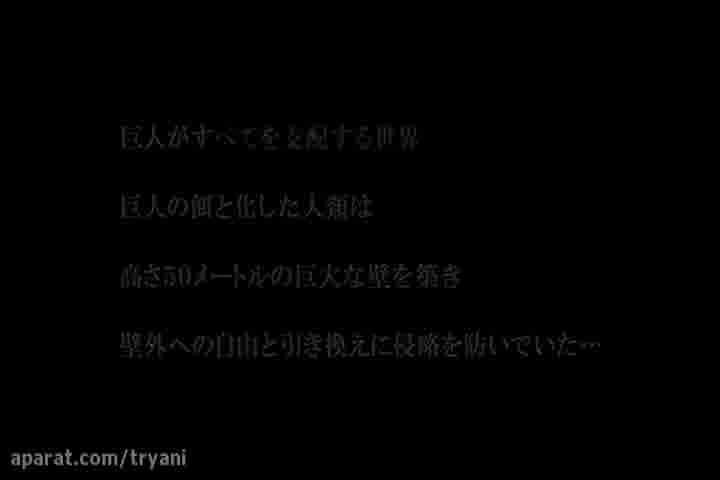 巨人がすべてを支配する世界
巨人の餌と化した人類は
高さ50メートルの巨大な壁を築き
壁外への自由と引き換えに侵略を防いでいた…
aparat.com/tryani